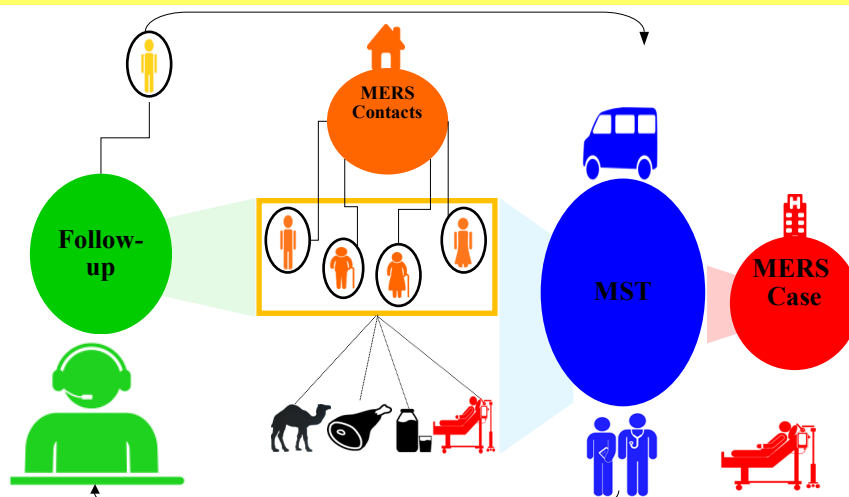 MERS
Contacts
Follow-
up
MST
MERS
Case
H